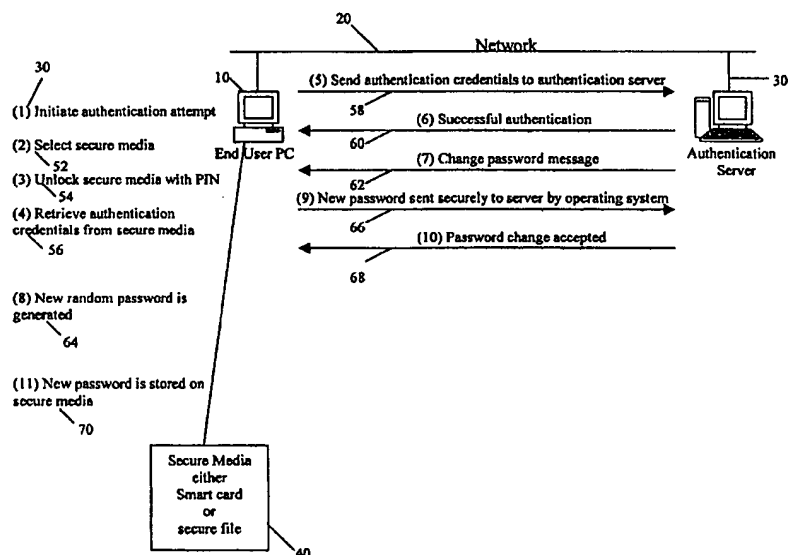 20
Network
30
10
(5) Send authentication credentials to authentication server
30
(1) Initiate authentication attempt
58
(6) Successful authentication
(2) Select secure media
52
End User PC
60
Authentication
Server
(3) Unlock secure media with PIN
54
(7) Change password message
62
(4) Retrieve authentication
credentials from secure media
56
(9) New password sent securely to server by operating system
66
(10) Password change accepted
68
(8) New random password is
generated
64
(11) New password is stored on
secure media
70
Secure Media
either
Smart card
or
secure file
40